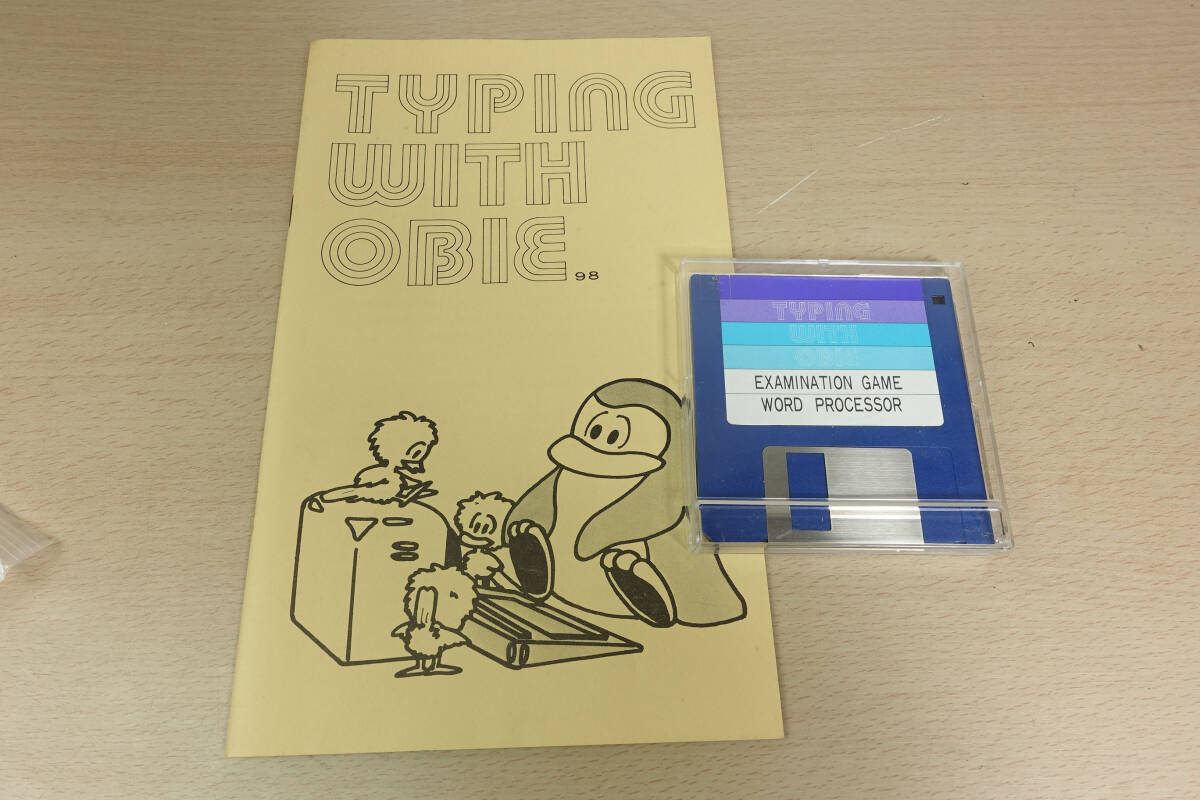 TYPING
WITH
OBIE
98
TYPING
WITH
OBIE
EXAMINATION GAME
WORD PROCESSOR